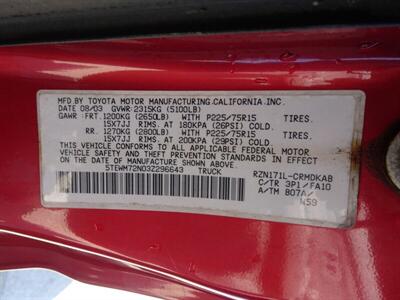 MFD. BY TOYOTA MOTOR MANUFACTURING.CALIFORNIA.INC.
DATE 08/03 GVWR 2315KG (5100LB)
GAWR : FRT. 1200KG (2650LB) WITH P225/75R15 TIRES.
15X7JJ RIMS. AT 180KPA (26PSI) COLD.
RR. 1270KG (2800LB) WITH P225/75R15 TIRES.
15X7JJ RIMS. AT 200KPA (29PSI) COLD.
THIS VEHICLE CONFORMS TO ALL APPLICABLE FEDERAL MOTOR
VEHICLE SAFETY AND BUMPER STANDARDS IN EFFECT ON THE
DATE OF MANUFACTURE SHOWN ABOVE.
5TEWM72N03Z296643 TRUCK RZN171L-CRMDKAB
C/TR 3P1/FA10
A/TM 807A/
N59